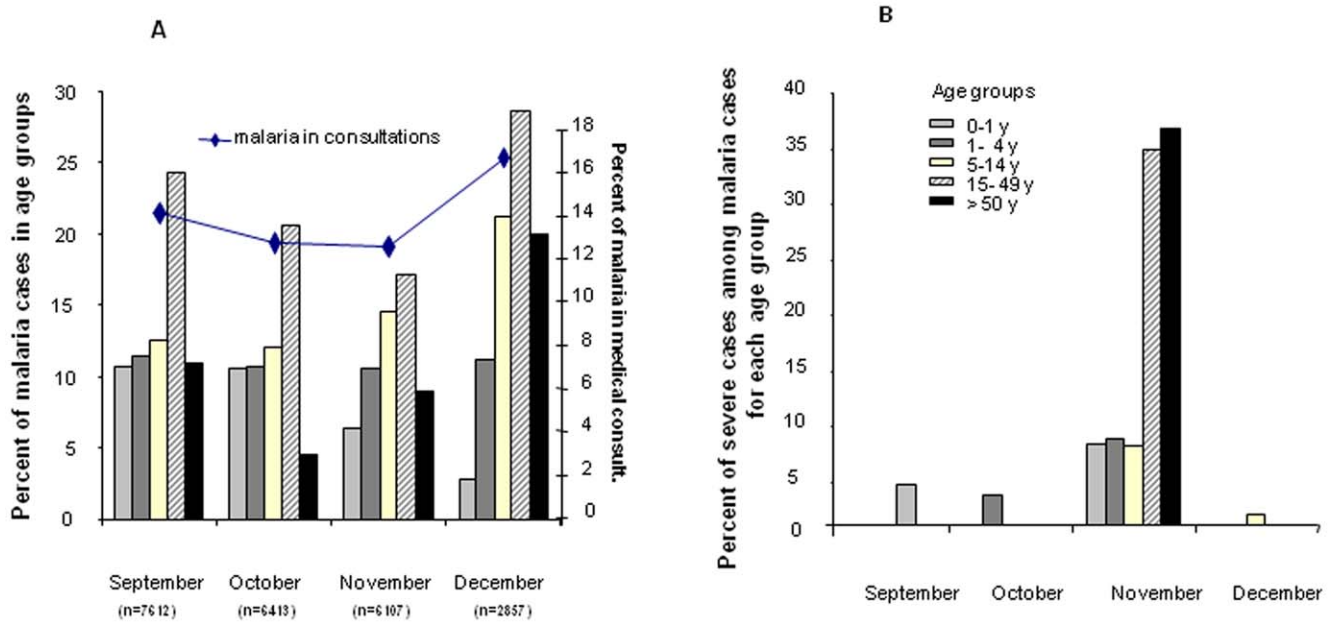 A
Percent of malaria cases in age groups
30
25
20
15
10
5
0
malaria in consultations
18
16
14
12
10
8
6
4
2
0
Percent of malaria in medical consult.
September October November December
(n=7612) (n=6413) (n=6107) (n=2857)
B
Percent of severe cases among malaria cases
for each age group
40
35
30
25
20
15
10
5
0
Age groups
0-1 y
1- 4 y
5-14 y
15- 49 y
> 50 y
September October November December